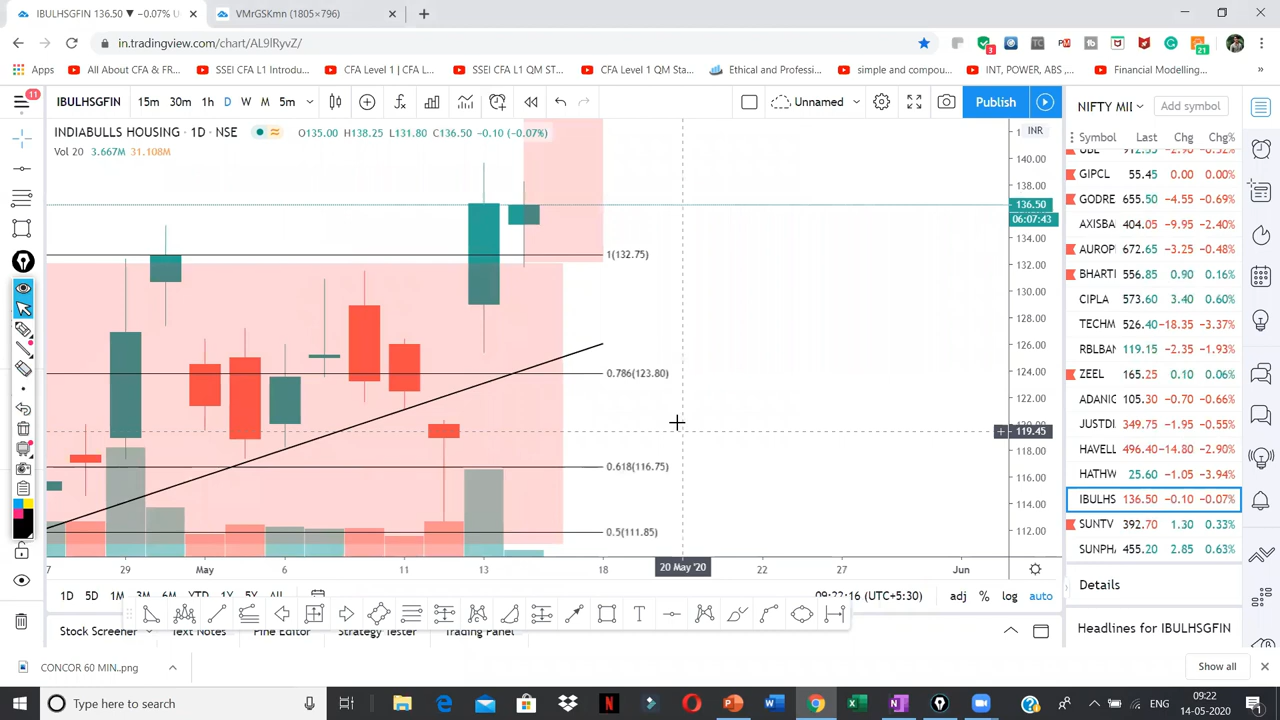 IBULHSGFIN 136.50 ▼ −0.07% U
VMrGSKmn (1805×796)
in.tradingview.com/chart/AL9lRyvZ/
3
21
Apps
All About CFA & FR...
SSEI CFA L1 Introdu...
CFA Level 1 | CFA L...
SSEI CFA L1 QM ST...
CFA Level 1 QM Sta...
Ethical and Professi...
simple and compou...
INT, POWER, ABS ,...
Financial Modelling...
11
IBULHSGFIN
15m 30m 1h D W M 5m
Unnamed
Publish
NIFTY MI
Add symbol
INDIABULLS HOUSING · 1D · NSE
O135.00 H138.25 L131.80 C136.50 −0.10 (−0.07%)
INR
Symbol Last Chg Chg%
Vol 20 3.667M 31.108M
GIPCL 55.45 0.00 0.00%
GODRE 655.50 −4.55 −0.69%
AXISBA 404.05 −9.95 −2.40%
AUROP 672.65 −3.25 −0.48%
BHARTI 556.85 0.90 0.16%
CIPLA 573.60 3.40 0.60%
TECHM 526.40 −18.35 −3.37%
RBLBAN 119.15 −2.35 −1.93%
ZEEL 165.25 0.10 0.06%
ADANIC 105.30 −0.70 −0.66%
JUSTDI 349.75 −1.95 −0.55%
HAVELL 496.40 −14.80 −2.90%
HATHW 25.60 −1.05 −3.94%
IBULHS 136.50 −0.10 −0.07%
SUNTV 392.70 1.30 0.33%
SUNPHA 455.20 2.85 0.63%
140.00
138.00
136.50
06:07:43
134.00
132.00
130.00
128.00
126.00
124.00
122.00
119.45
118.00
116.00
114.00
112.00
1(132.75)
0.786(123.80)
0.618(116.75)
0.5(111.85)
7 29 May 6 11 13 18 20 May '20 22 27 Jun
Details
1D 5D 1M 3M 6M YTD 1Y 5Y All
09:22:16 (UTC+5:30)
adj % log auto
Stock Screener
Text Notes
Pine Editor
Strategy Tester
Trading Panel
Headlines for IBULHSGFIN
CONCOR 60 MIN..png
Show all
Type here to search
ENG
09:22
14-05-2020